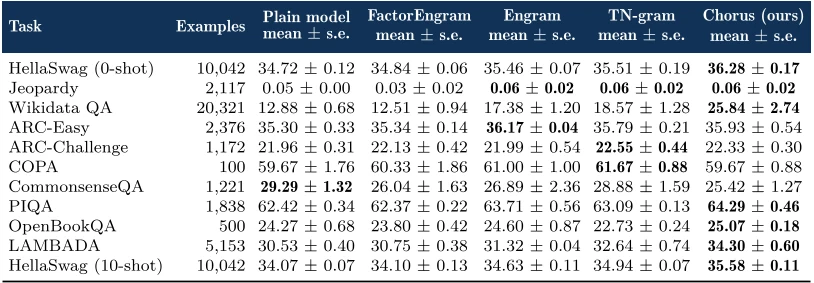 Task Examples Plain model mean ± s.e. FactorEngram mean ± s.e. Engram mean ± s.e. TN-gram mean ± s.e. Chorus (ours) mean ± s.e.
HellaSwag (0-shot) 10,042 34.72 ± 0.12 34.84 ± 0.06 35.46 ± 0.07 35.51 ± 0.19 36.28 ± 0.17
Jeopardy 2,117 0.05 ± 0.00 0.03 ± 0.02 0.06 ± 0.02 0.06 ± 0.02 0.06 ± 0.02
Wikidata QA 20,321 12.88 ± 0.68 12.51 ± 0.94 17.38 ± 1.20 18.57 ± 1.28 25.84 ± 2.74
ARC-Easy 2,376 35.30 ± 0.33 35.34 ± 0.14 36.17 ± 0.04 35.79 ± 0.21 35.93 ± 0.54
ARC-Challenge 1,172 21.96 ± 0.31 22.13 ± 0.42 21.99 ± 0.54 22.55 ± 0.44 22.33 ± 0.30
COPA 100 59.67 ± 1.76 60.33 ± 1.86 61.00 ± 1.00 61.67 ± 0.88 59.67 ± 0.88
CommonsenseQA 1,221 29.29 ± 1.32 26.04 ± 1.63 26.89 ± 2.36 28.88 ± 1.59 25.42 ± 1.27
PIQA 1,838 62.42 ± 0.34 62.37 ± 0.22 63.71 ± 0.56 63.09 ± 0.13 64.29 ± 0.46
OpenBookQA 500 24.27 ± 0.68 23.80 ± 0.42 24.60 ± 0.87 22.73 ± 0.24 25.07 ± 0.18
LAMBADA 5,153 30.53 ± 0.40 30.75 ± 0.38 31.32 ± 0.04 32.64 ± 0.74 34.30 ± 0.60
HellaSwag (10-shot) 10,042 34.07 ± 0.07 34.10 ± 0.13 34.63 ± 0.11 34.94 ± 0.07 35.58 ± 0.11